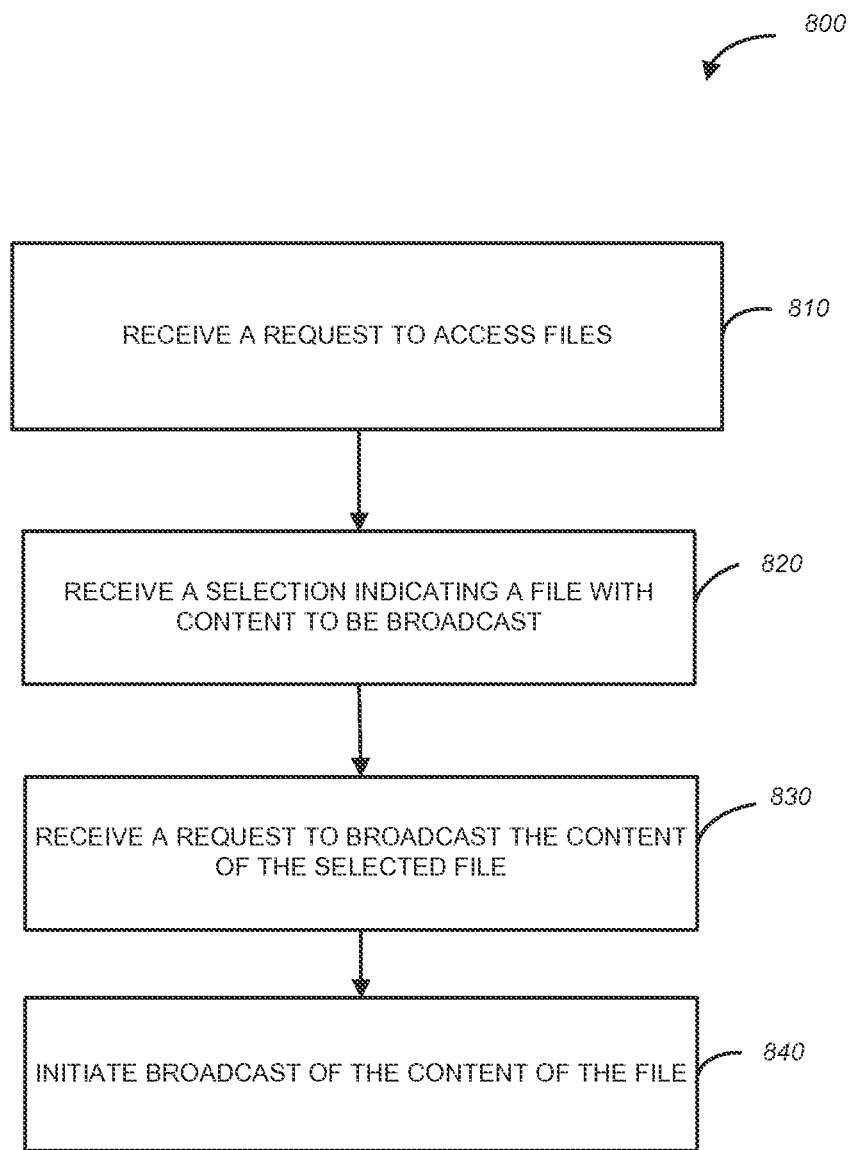 800
RECEIVE A REQUEST TO ACCESS FILES
810
RECEIVE A SELECTION INDICATING A FILE WITH
CONTENT TO BE BROADCAST
820
RECEIVE A REQUEST TO BROADCAST THE CONTENT
OF THE SELECTED FILE
830
INITIATE BROADCAST OF THE CONTENT OF THE FILE
840